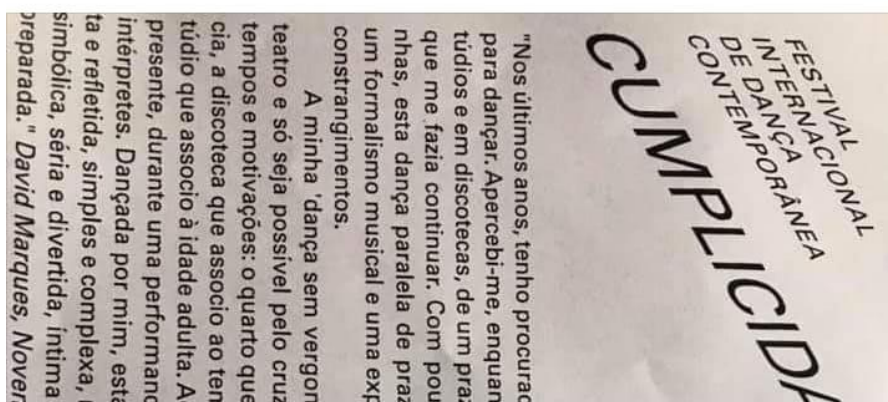 FESTIVAL
INTERNACIONAL
DE DANÇA
CONTEMPORÂNEA
CUMPLICIDA
"Nos últimos anos, tenho procurad
para dançar. Apercebi-me, enquan
túdios e em discotecas, de um praz
que me fazia continuar. Com pou
nhas, esta dança paralela de praz
um formalismo musical e uma exp
constrangimentos.
A minha 'dança sem vergon
teatro e só seja possível pelo cruz
tempos e motivações: o quarto que
cia, a discoteca que associo ao
túdio que associo à idade adulta.
presente, durante uma performanc
intérpretes. Dançada por mim, esta
ta e refletida, simples e complexa,
simbólica, séria e divertida, íntima
preparada." David Marques,